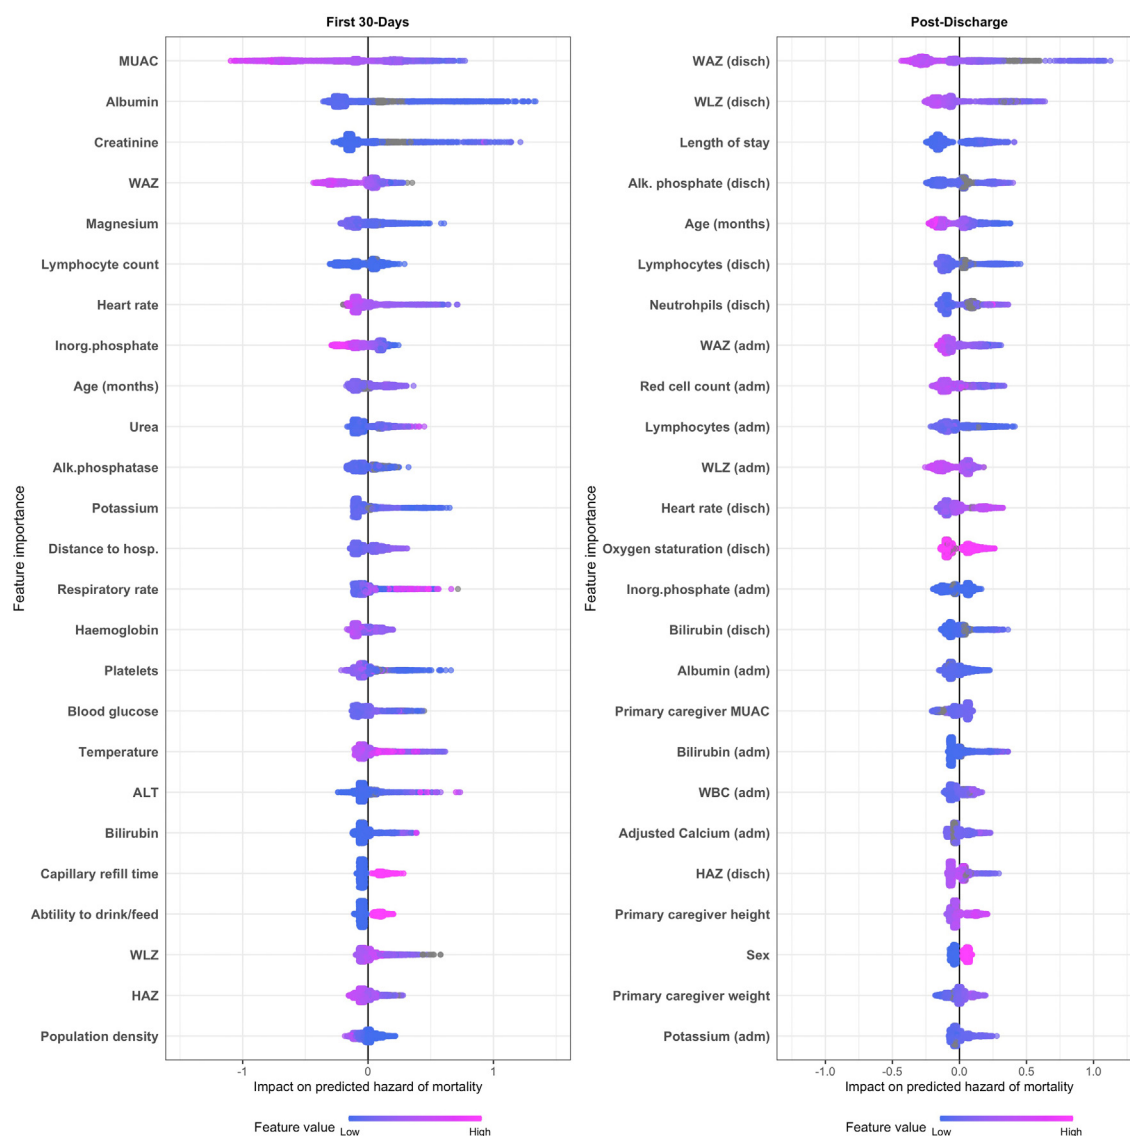 First 30-Days
MUAC
Albumin
Creatinine
WAZ
Magnesium
Lymphocyte count
Heart rate
Inorg.phosphate
Age (months)
Urea
Alk.phosphatase
Potassium
Distance to hosp.
Respiratory rate
Haemoglobin
Platelets
Blood glucose
Temperature
ALT
Bilirubin
Capillary refill time
Abtility to drink/feed
WLZ
HAZ
Population density
Feature importance
-1 0 1
Impact on predicted hazard of mortality
Feature value Low High
Post-Discharge
WAZ (disch)
WLZ (disch)
Length of stay
Alk. phosphate (disch)
Age (months)
Lymphocytes (disch)
Neutrohpils (disch)
WAZ (adm)
Red cell count (adm)
Lymphocytes (adm)
WLZ (adm)
Heart rate (disch)
Oxygen staturation (disch)
Inorg.phosphate (adm)
Bilirubin (disch)
Albumin (adm)
Primary caregiver MUAC
Bilirubin (adm)
WBC (adm)
Adjusted Calcium (adm)
HAZ (disch)
Primary caregiver height
Sex
Primary caregiver weight
Potassium (adm)
Feature importance
-1.0 -0.5 0.0 0.5 1.0
Impact on predicted hazard of mortality
Feature value Low High